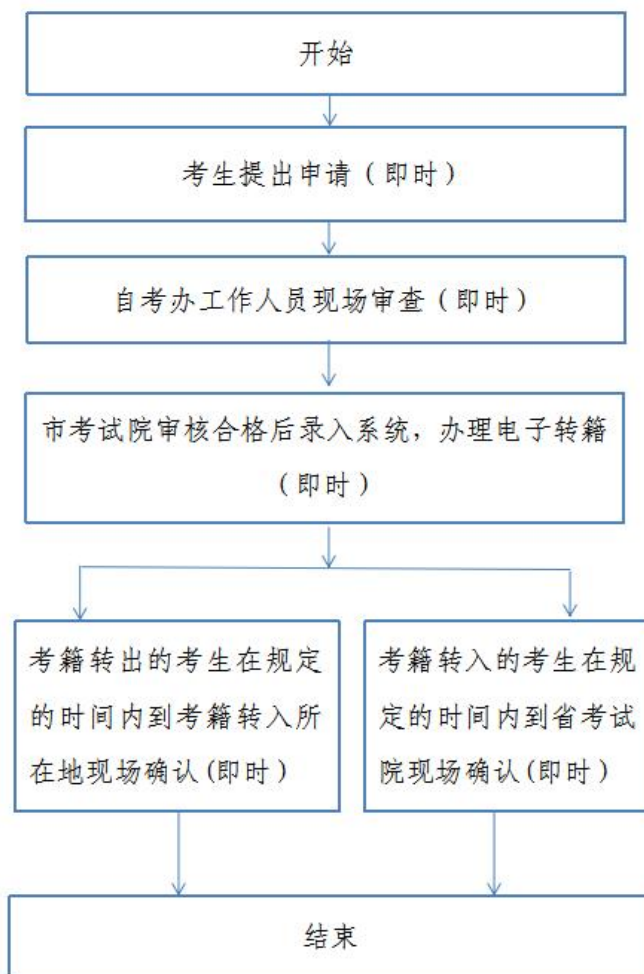 开始
考生提出申请（即时）
自考办工作人员现场审查（即时）
市考试院审核合格后录入系统，办理电子转籍
（即时）
考籍转出的考生在规定
的时间内到考籍转入所
在地现场确认(即时）
考籍转入的考生在规
定的时间内到省考试
院现场确认(即时）
结束